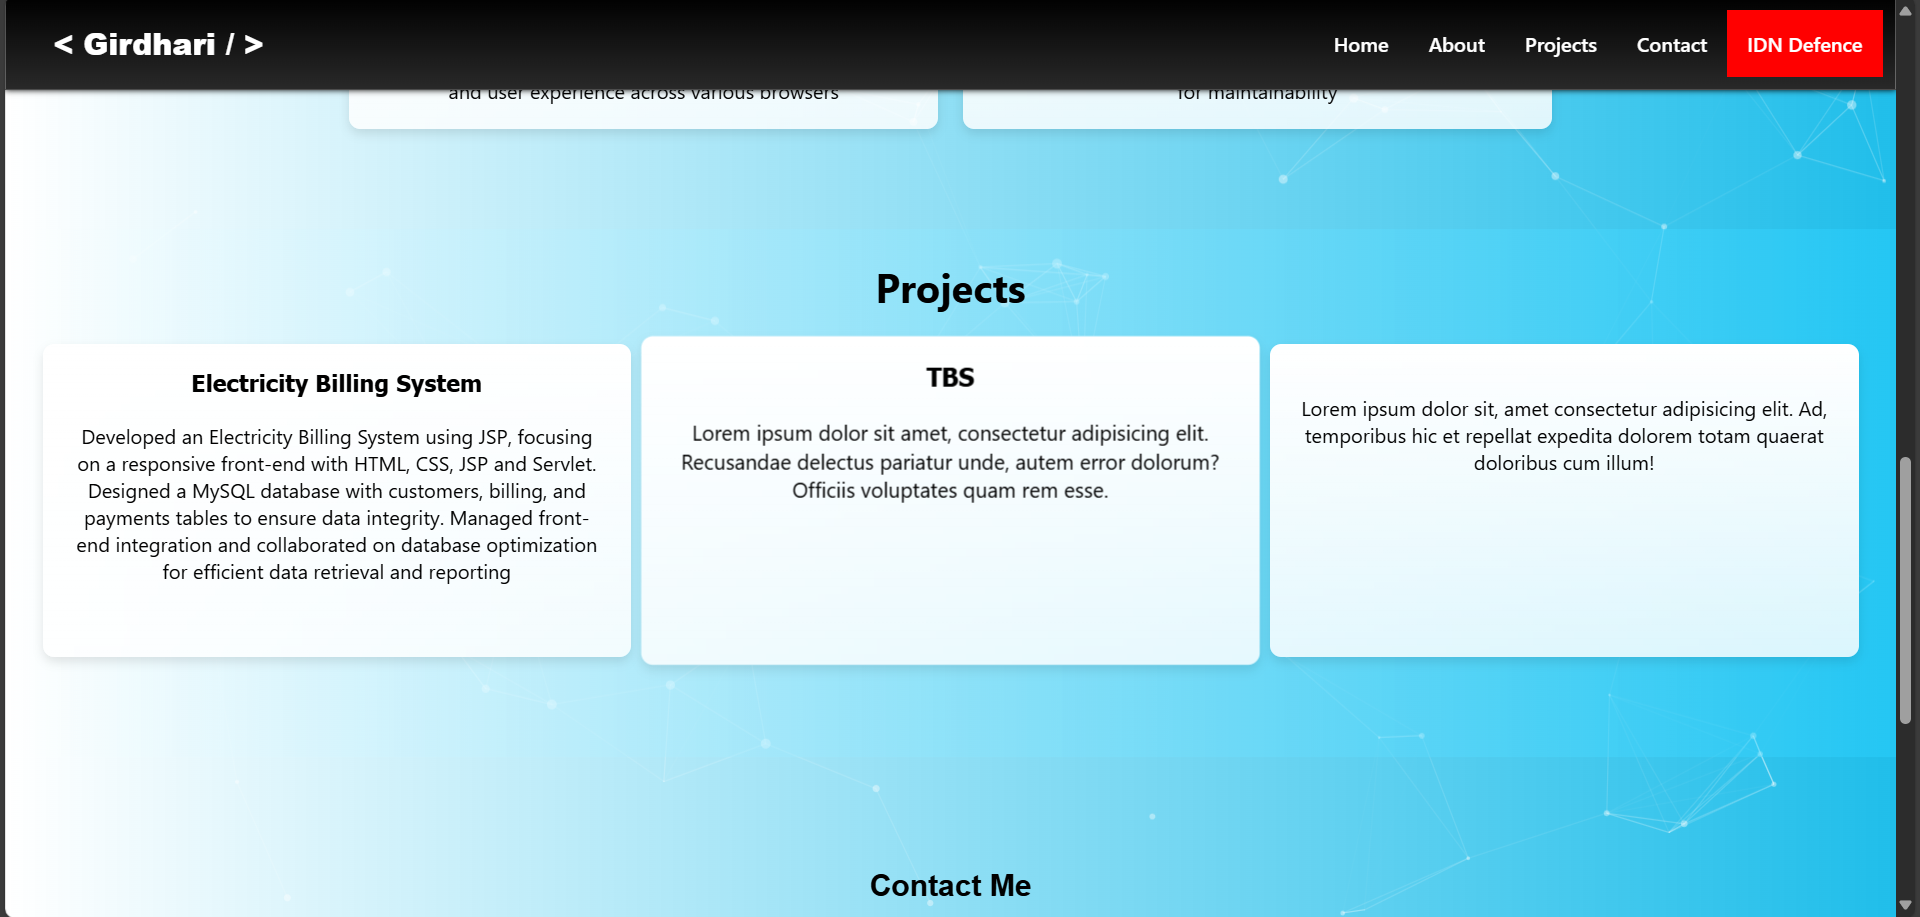 < Girdhari / >
Home About Projects Contact IDN Defence
and user experience across various browsers
for maintainability
Projects
Electricity Billing System
Developed an Electricity Billing System using JSP, focusing
on a responsive front-end with HTML, CSS, JSP and Servlet.
Designed a MySQL database with customers, billing, and
payments tables to ensure data integrity. Managed front-
end integration and collaborated on database optimization
for efficient data retrieval and reporting
TBS
Lorem ipsum dolor sit amet, consectetur adipisicing elit.
Recusandae delectus pariatur unde, autem error dolorum?
Officiis voluptates quam rem esse.
Lorem ipsum dolor sit, amet consectetur adipisicing elit. Ad,
temporibus hic et repellat expedita dolorem totam quaerat
doloribus cum illum!
Contact Me